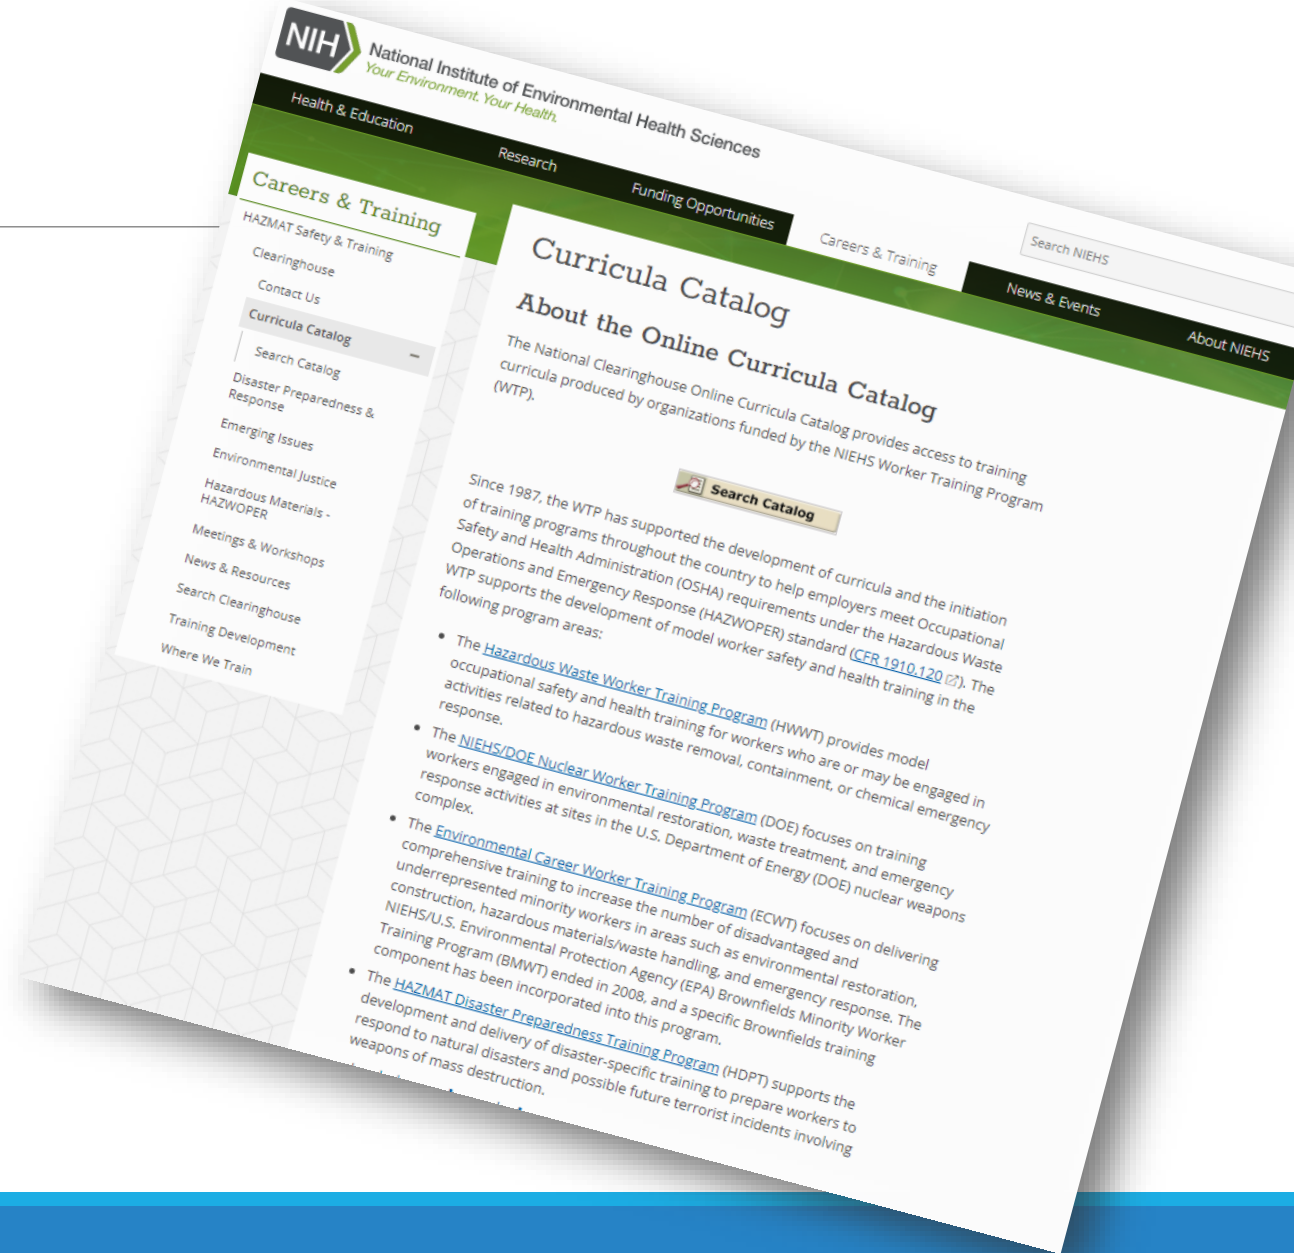 NIH
National Institute of Environmental Health Sciences
Your Environment. Your Health.
Search NIEHS
Health & Education
Research
Funding Opportunities
Careers & Training
News & Events
About NIEHS
Careers & Training
HAZMAT Safety & Training
Clearinghouse
Contact Us
Curricula Catalog
Search Catalog
Disaster Preparedness &
Response
Emerging Issues
Environmental Justice
Hazardous Materials -
HAZWOPER
Meetings & Workshops
News & Resources
Search Clearinghouse
Training Development
Where We Train
Curricula Catalog
About the Online Curricula Catalog
The National Clearinghouse Online Curricula Catalog provides access to training
curricula produced by organizations funded by the NIEHS Worker Training Program
(WTP).
Search Catalog
Since 1987, the WTP has supported the development of curricula and the initiation
of training programs throughout the country to help employers meet Occupational
Safety and Health Administration (OSHA) requirements under the Hazardous Waste
Operations and Emergency Response (HAZWOPER) standard (CFR 1910.120). The
WTP supports the development of model worker safety and health training in the
following program areas:
The Hazardous Waste Worker Training Program (HWWT) provides model
occupational safety and health training for workers who are or may be engaged in
activities related to hazardous waste removal, containment, or chemical emergency
response.
The NIEHS/DOE Nuclear Worker Training Program (DOE) focuses on training
workers engaged in environmental restoration, waste treatment, and emergency
response activities at sites in the U.S. Department of Energy (DOE) nuclear weapons
complex.
The Environmental Career Worker Training Program (ECWT) focuses on delivering
comprehensive training to increase the number of disadvantaged and
underrepresented minority workers in areas such as environmental restoration,
construction, hazardous materials/waste handling, and emergency response. The
NIEHS/U.S. Environmental Protection Agency (EPA) Brownfields Minority Worker
Training Program (BMWT) ended in 2008, and a specific Brownfields training
component has been incorporated into this program.
The HAZMAT Disaster Preparedness Training Program (HDPT) supports the
development and delivery of disaster-specific training to prepare workers to
respond to natural disasters and possible future terrorist incidents involving
weapons of mass destruction.